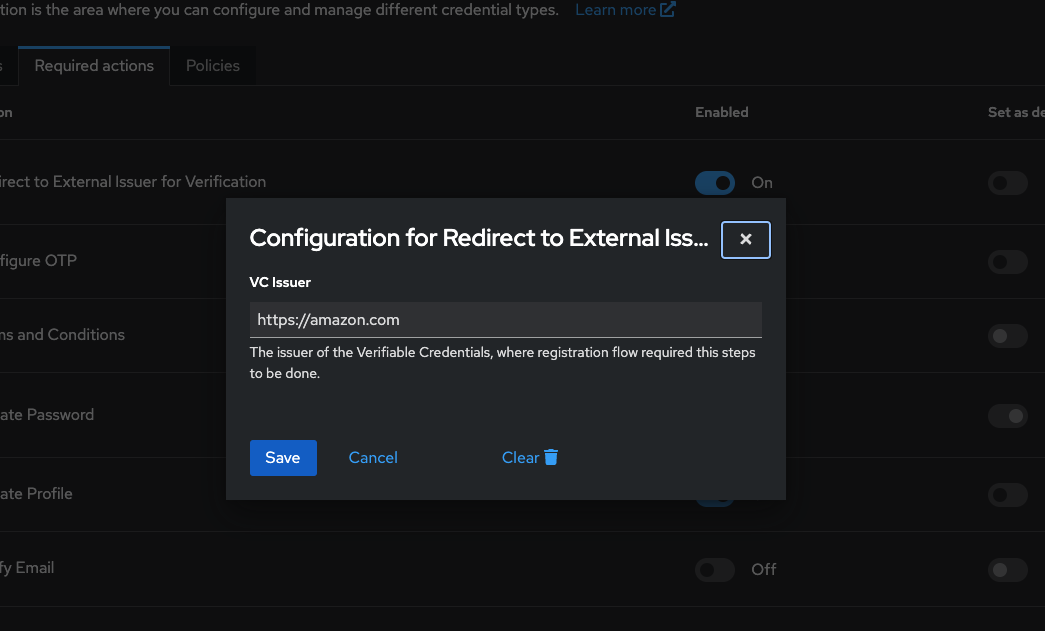 tion is the area where you can configure and manage different credential types. Learn more
s Required actions Policies
on Enabled Set as de
irect to External Issuer for Verification On
figure OTP
ms and Conditions
ate Password
ate Profile
fy Email Off
Configuration for Redirect to External Iss...
VC Issuer
https://amazon.com
The issuer of the Verifiable Credentials, where registration flow required this steps
to be done.
Save Cancel Clear